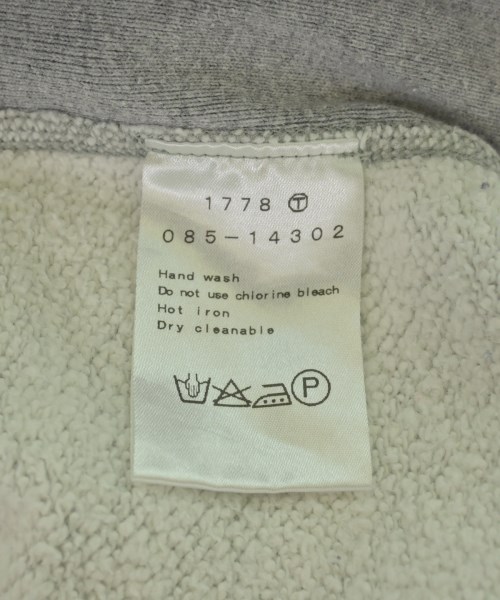 1778 Ⓣ
085-14302
Hand wash
Do not use chlorine bleach
Hot iron
Dry cleanable
P